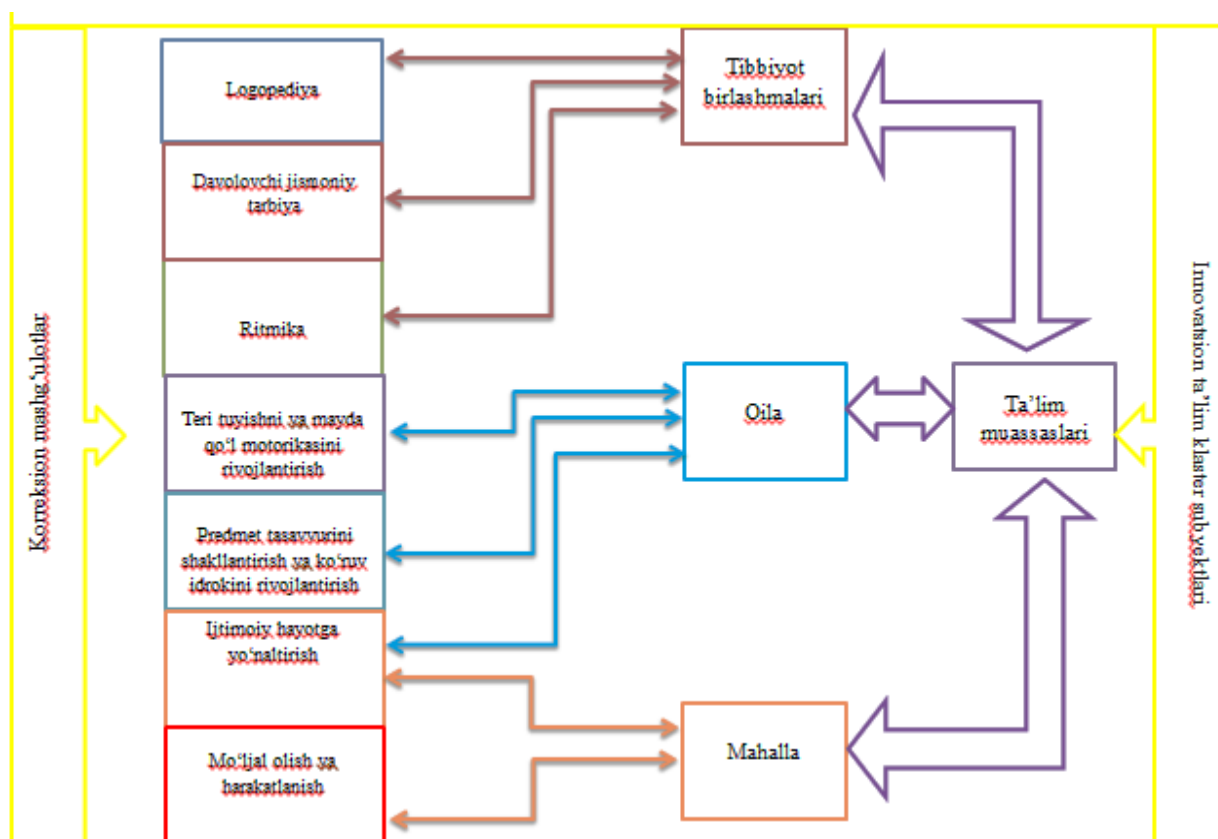 Korreksion mashg‘ulotlar
Logopediya
Davolovchi jismoniy
tarbiya
Ritmika
Teri tuyishni va mayda
qo‘l motorikasini
rivojlantirish
Predmet tasavvurini
shakllantirish va ko‘ruv
idrokini rivojlantirish
Ijtimoiy hayotga
yo‘naltirish
Mo‘ljal olish va
harakatlanish
Tibbiyot
birlashmalari
Oila
Mahalla
Ta’lim
muassaslari
Innovatsion ta’lim klaster subyektlari